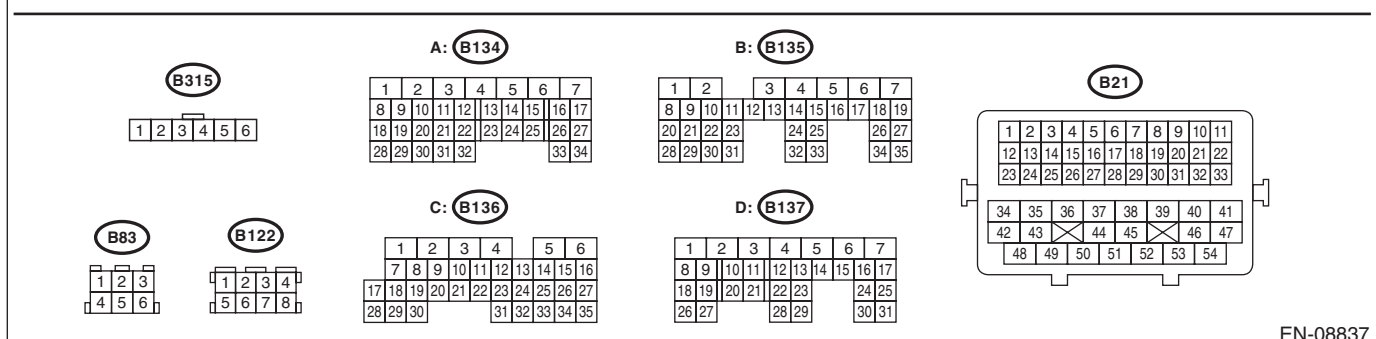 A: B134
B: B135
B315
B21
1 2 3 4 5 6 7
8 9 10 11 12 13 14 15 16 17
18 19 20 21 22 23 24 25 26 27
28 29 30 31 32 33 34
1 2 3 4 5 6 7
8 9 10 11 12 13 14 15 16 17 18 19
20 21 22 23 24 25 26 27
28 29 30 31 32 33 34 35
1 2 3 4 5 6
1 2 3 4 5 6 7 8 9 10 11
12 13 14 15 16 17 18 19 20 21 22
23 24 25 26 27 28 29 30 31 32 33
34 35 36 37 38 39 40 41
42 43 44 45 46 47
48 49 50 51 52 53 54
C: B136
D: B137
B83
B122
1 2 3
4 5 6
1 2 3 4
5 6 7 8
1 2 3 4 5 6
7 8 9 10 11 12 13 14 15 16
17 18 19 20 21 22 23 24 25 26 27
28 29 30 31 32 33 34 35
1 2 3 4 5 6 7
8 9 10 11 12 13 14 15 16 17
18 19 20 21 22 23 24 25
26 27 28 29 30 31
EN-08837